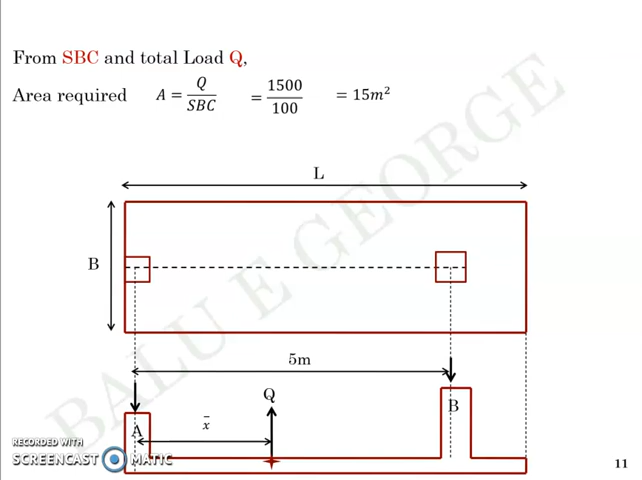 From SBC and total Load Q,
Area required A = Q/SBC = 1500/100 = 15m²
L
B
5m
Q
B
x̄
A
RECORDED WITH
SCREENCAST MATIC
11
BALU E GEORGE